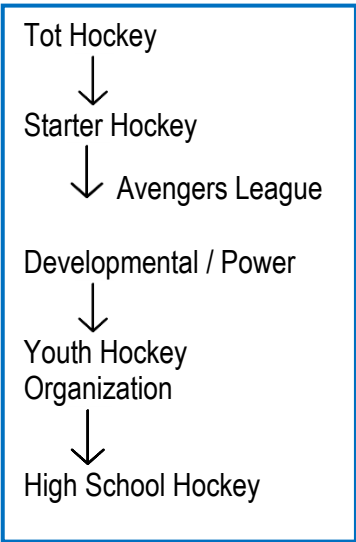 Tot Hockey
Starter Hockey
Avengers League
Developmental / Power
Youth Hockey
Organization
High School Hockey